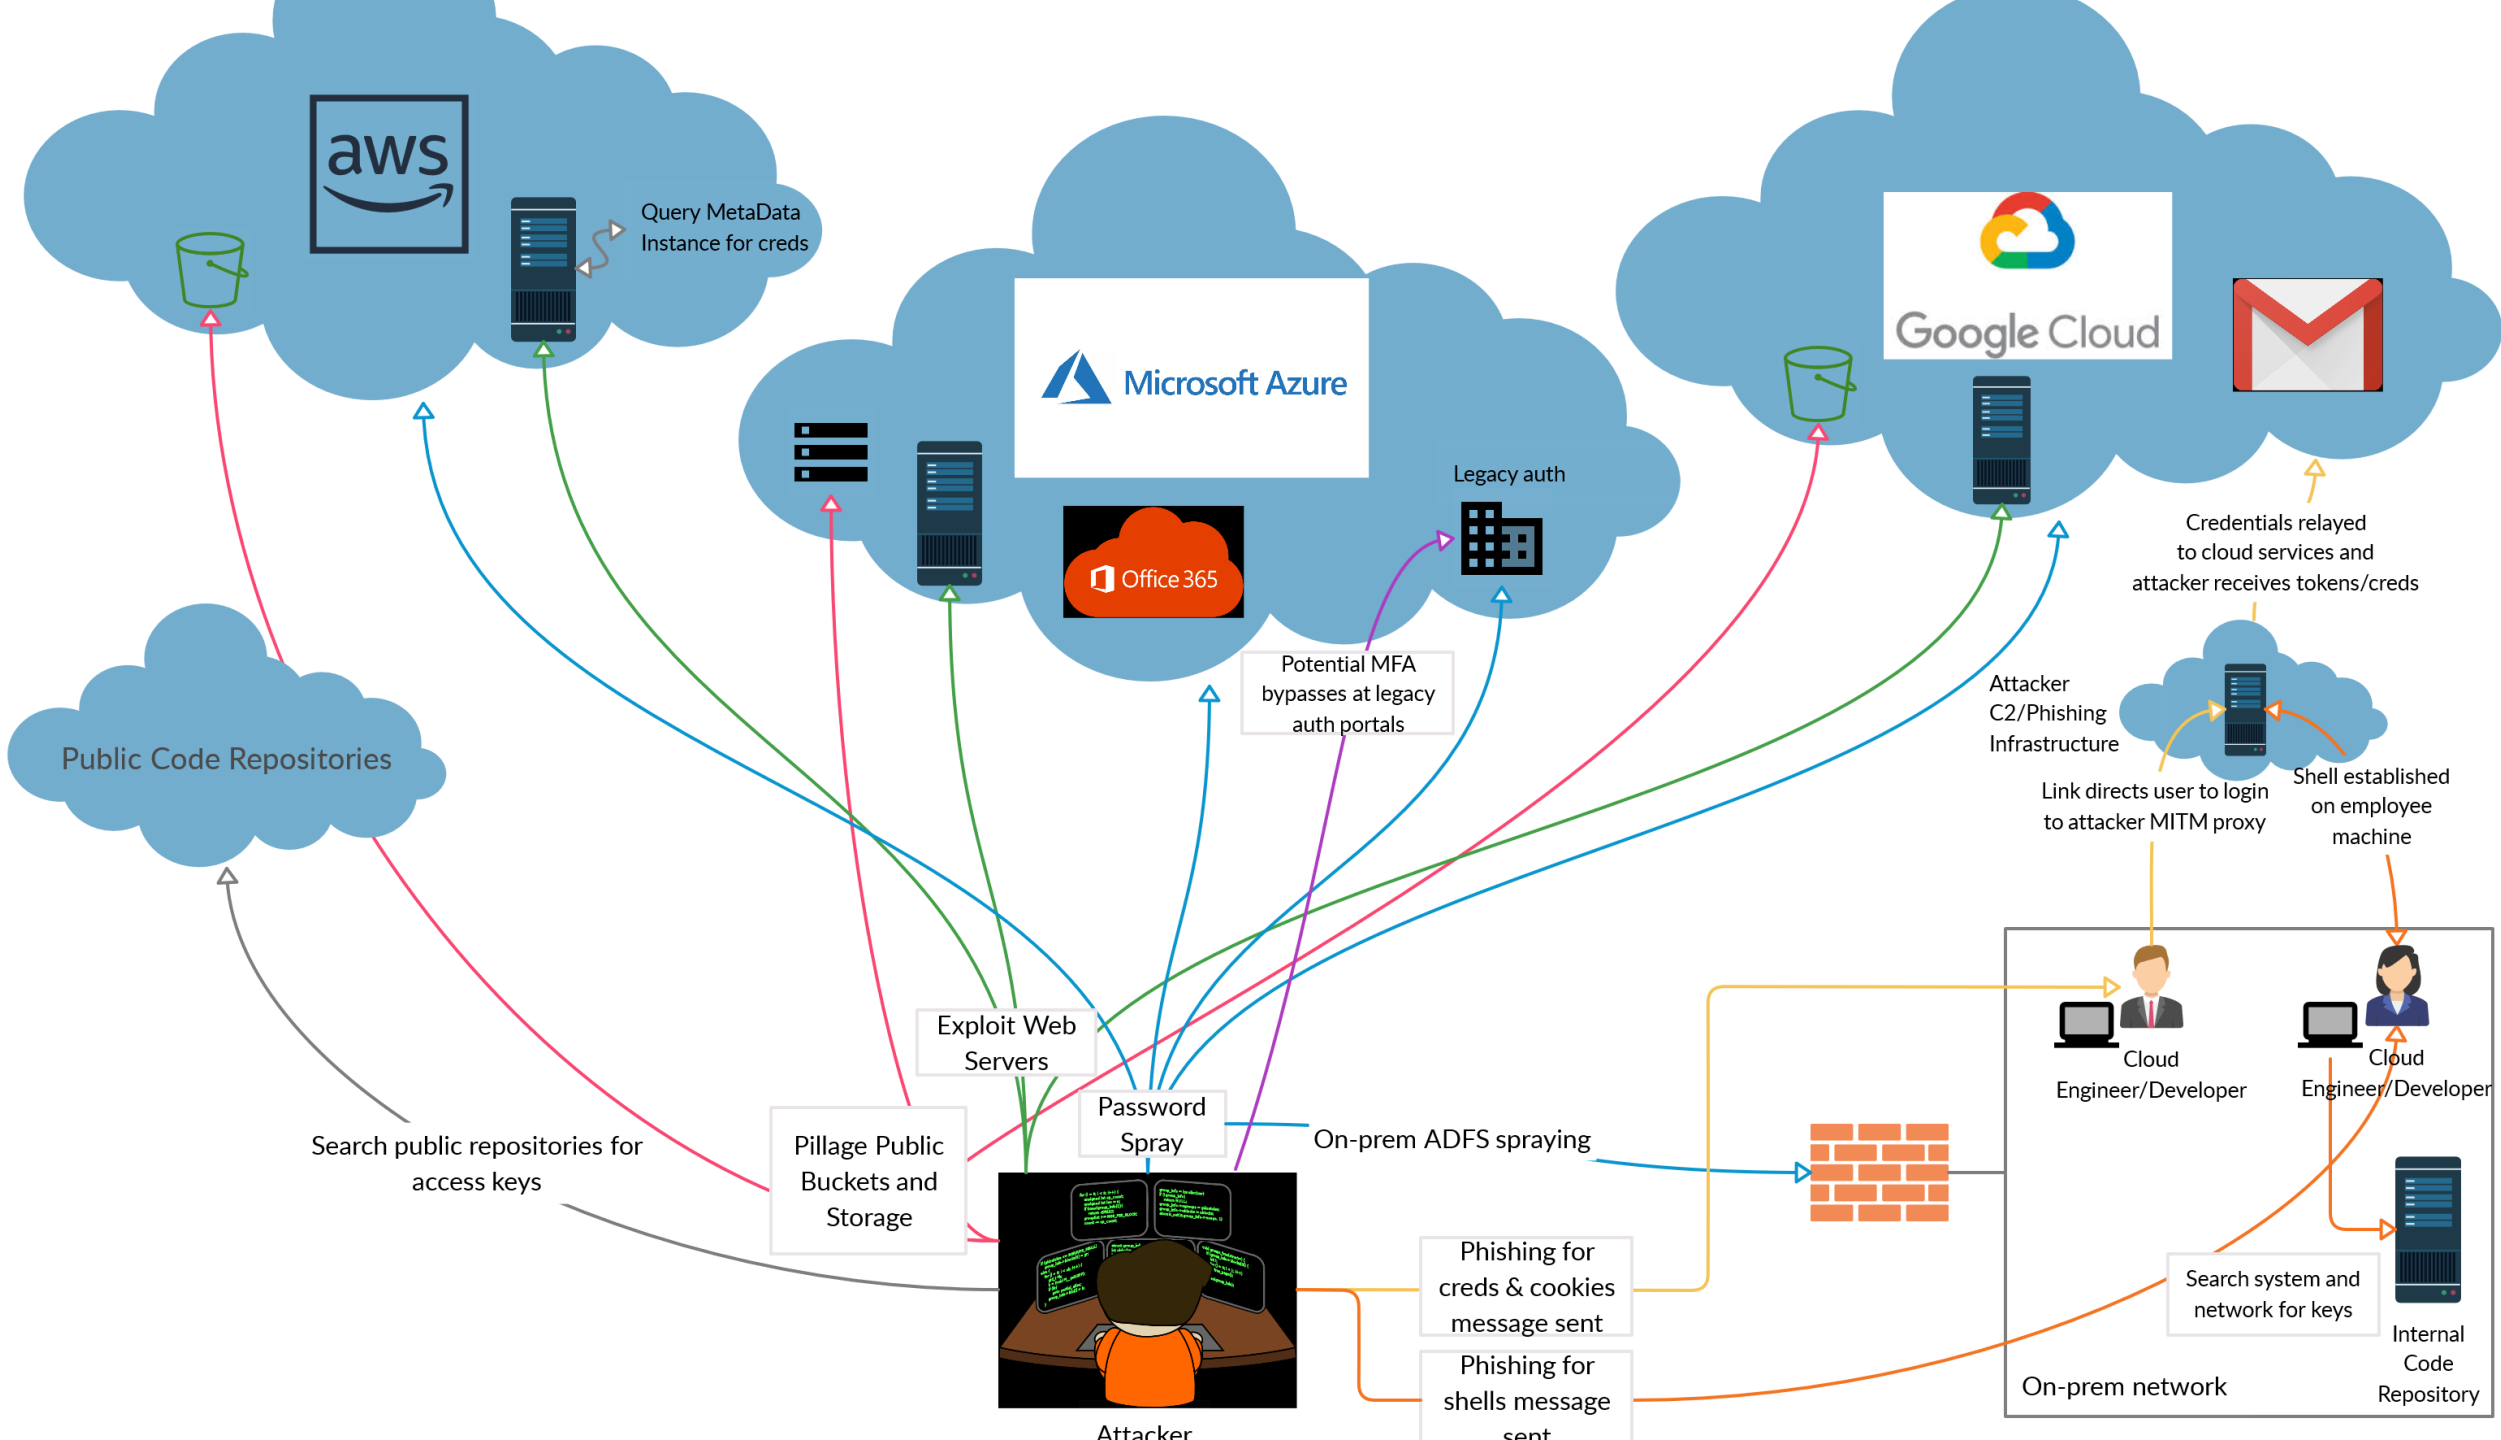 aws
Query MetaData
Instance for creds
Microsoft Azure
Google Cloud
Legacy auth
Office 365
Credentials relayed
to cloud services and
attacker receives tokens/creds
Potential MFA
bypasses at legacy
auth portals
Attacker
C2/Phishing
Infrastructure
Public Code Repositories
Link directs user to login
to attacker MITM proxy
Shell established
on employee
machine
Exploit Web
Servers
Cloud
Engineer/Developer
Cloud
Engineer/Developer
Password
Spray
On-prem ADFS spraying
Search public repositories for
access keys
Pillage Public
Buckets and
Storage
Phishing for
creds & cookies
message sent
Search system and
network for keys
Internal
Code
Repository
Phishing for
shells message
sent
On-prem network
Attacker